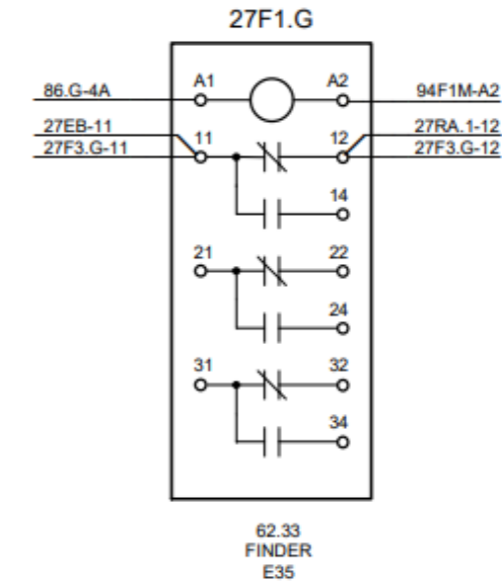 27F1.G
86.G-4A A1 A2 94F1M-A2
27EB-11 27RA.1-12
27F3.G-11 11 12 27F3.G-12
14
21 22
24
31 32
34
62.33
FINDER
E35